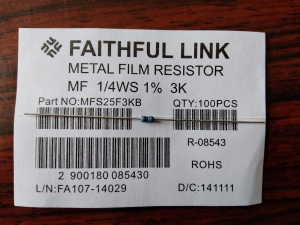 FAITHFUL LINK
METAL FILM RESISTOR
MF 1/4WS 1% 3K
Part NO:MFS25F3KB QTY:100PCS
R-08543
ROHS
2 900180 085430
L/N:FA107-14029 D/C:141111